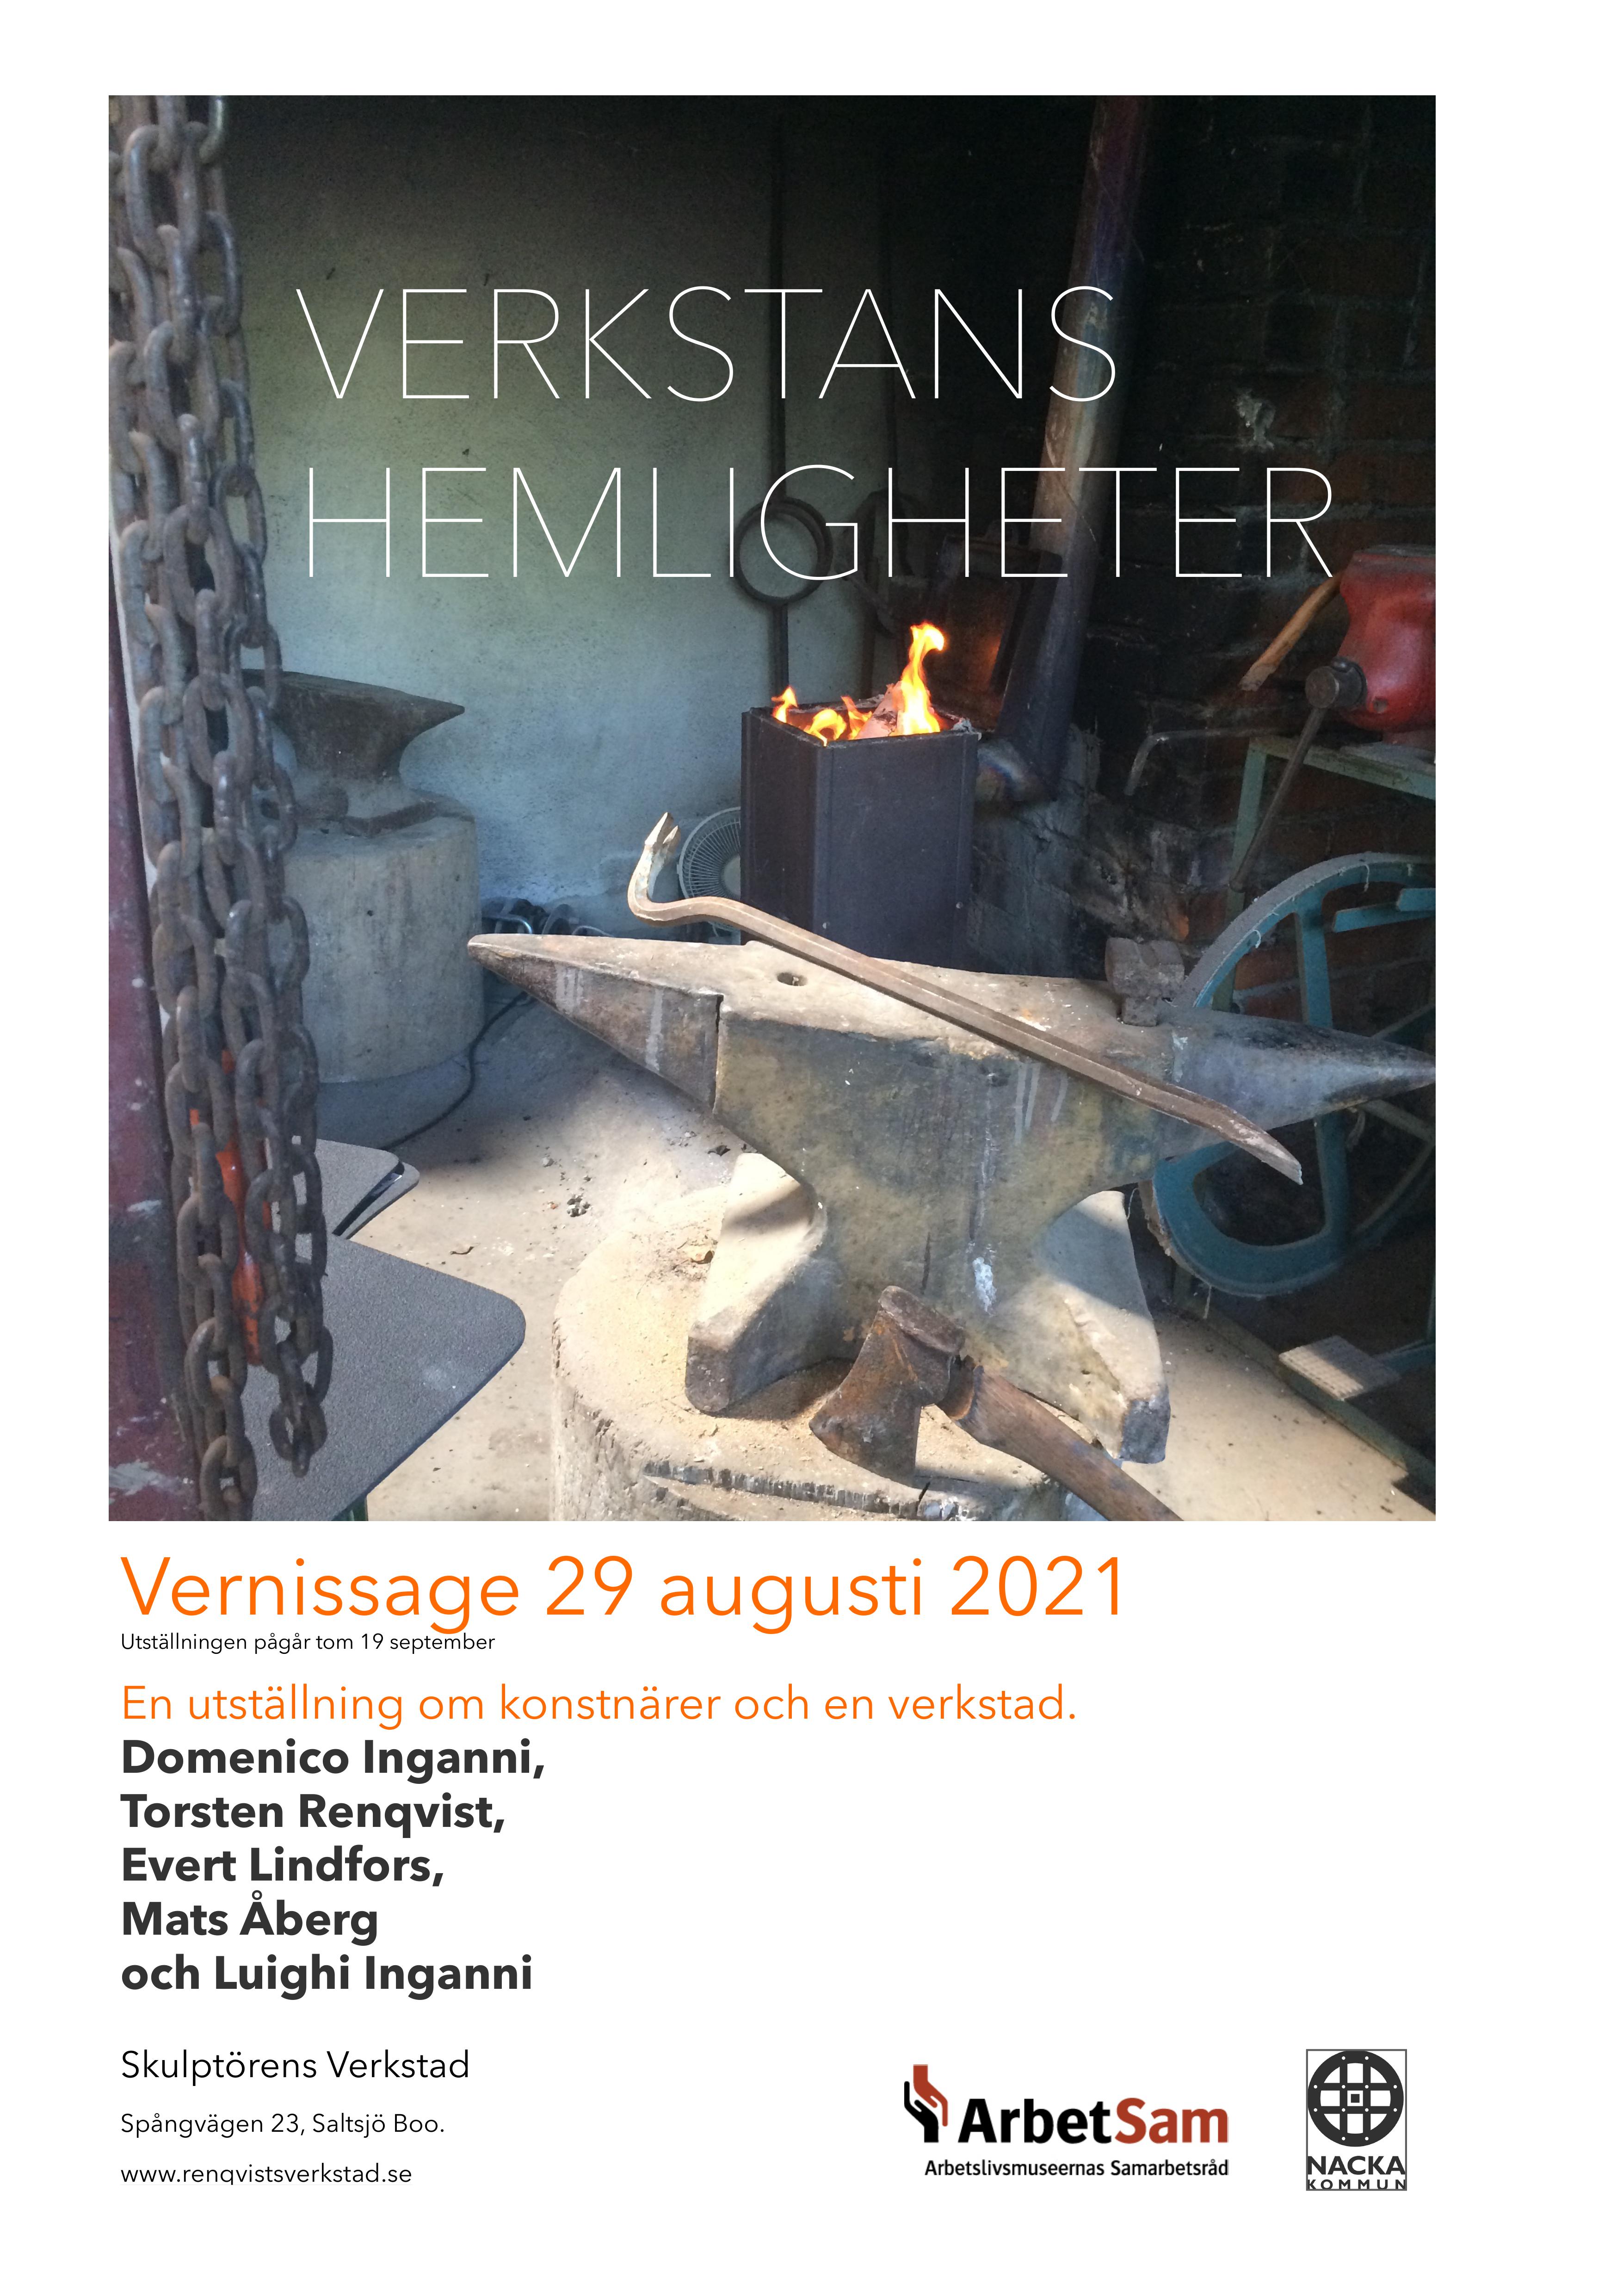 VERKSTANS
HEMLIGHETER
Vernissage 29 augusti 2021
Utställningen pågår tom 19 september
En utställning om konstnärer och en verkstad.
Domenico Inganni,
Torsten Renqvist,
Evert Lindfors,
Mats Åberg
och Luighi Inganni
Skulptörens Verkstad
Spångvägen 23, Saltsjö Boo.
www.renqvistsverkstad.se
ArbetSam
Arbetslivsmuseernas Samarbetsråd
NACKA
KOMMUN